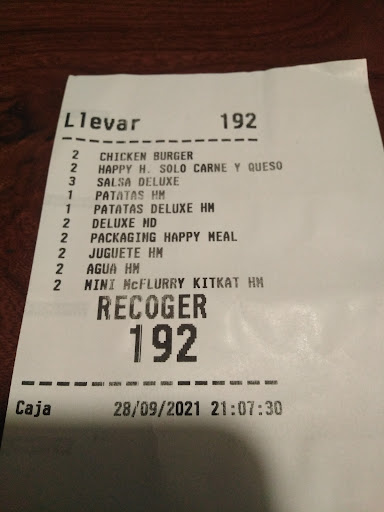 Llevar 192
2 CHICKEN BURGER
2 HAPPY H. SOLO CARNE Y QUESO
3 SALSA DELUXE
1 PATATAS HM
1 PATATAS DELUXE HM
2 DELUXE MD
2 PACKAGING HAPPY MEAL
2 JUGUETE HM
2 AGUA HM
2 MINI McFLURRY KITKAT HM
RECOGER
192
Caja 28/09/2021 21:07:30